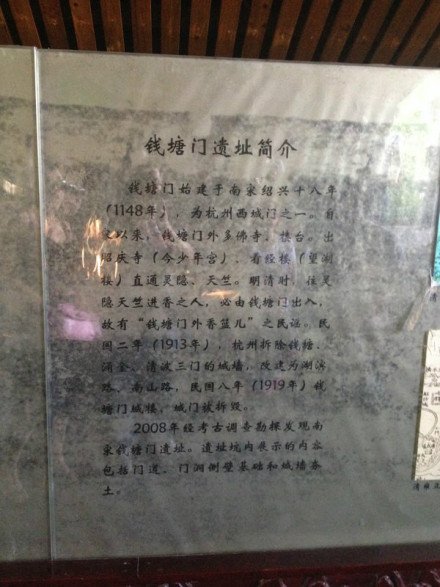 钱塘门遗址简介
钱塘门始建于南宋绍兴十八年
(1148年),为杭州西城门之一。自
宋以来,钱塘门外多佛寺、楼台。出
昭庆寺(今少年宫),看经楼(望湖
楼)直通灵隐、天竺。明清时,往灵
隐天竺进香之人,必由钱塘门出入,
故有“钱塘门外香篮儿”之民谣。民
国二年(1913年),杭州拆除钱塘、
涌金、清波三门的城墙,改建为湖滨
路、南山路,民国八年(1919年)钱
塘门城楼、城门被拆毁。
2008年经考古调查勘探发现南
宋钱塘门遗址。遗址坑内展示的内容
包括门道、门洞侧壁基础和城墙夯
土。